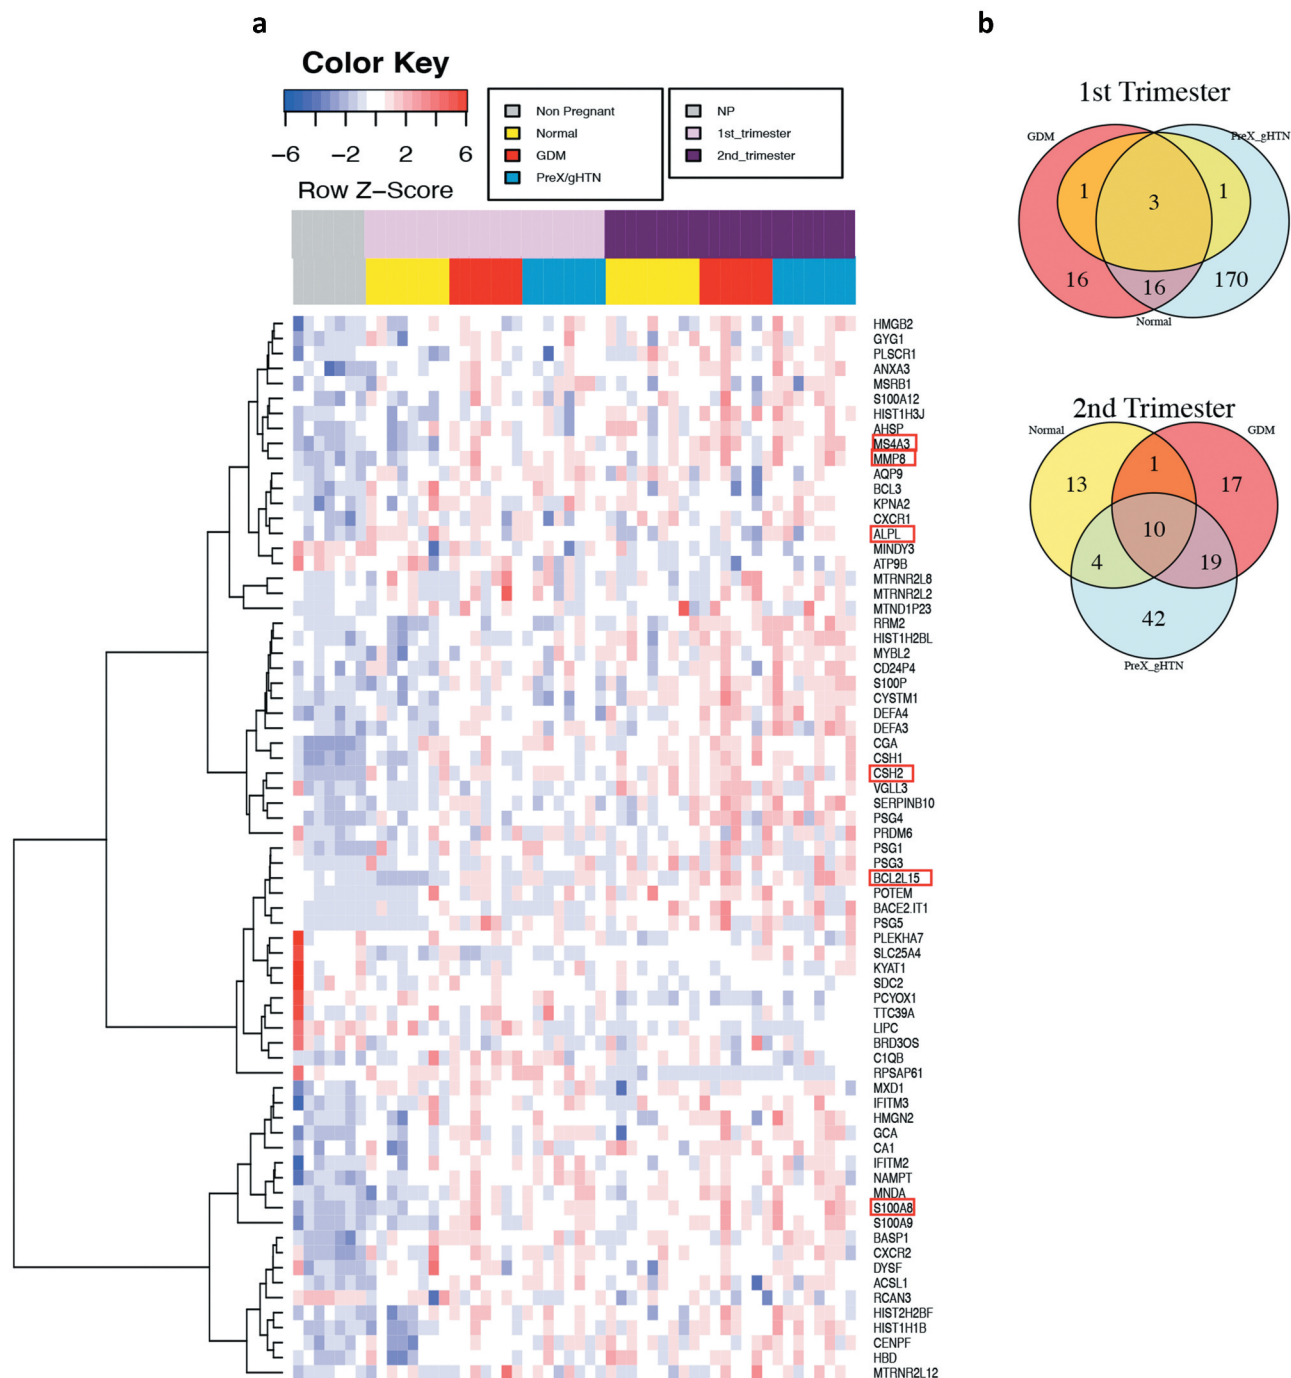 a
b
Color Key
−6 −2 2 6
Row Z−Score
Non Pregnant
Normal
GDM
PreX/gHTN
NP
1st_trimester
2nd_trimester
HMGB2
GYG1
PLSCR1
ANXA3
MSRB1
S100A12
HIST1H3J
AHSP
MS4A3
MMP8
AQP9
BCL3
KPNA2
CXCR1
ALPL
MINDY3
ATP9B
MTRNR2L8
MTRNR2L2
MTND1P23
RRM2
HIST1H2BL
MYBL2
CD24P4
S100P
CYSTM1
DEFA4
DEFA3
CGA
CSH1
CSH2
VGLL3
SERPINB10
PSG4
PRDM6
PSG1
PSG3
BCL2L15
POTEM
BACE2.IT1
PSG5
PLEKHA7
SLC25A4
KYAT1
SDC2
PCYOX1
TTC39A
LIPC
BRD3OS
C1QB
RPSAP61
MXD1
IFITM3
HMGN2
GCA
CA1
IFITM2
NAMPT
MNDA
S100A8
S100A9
BASP1
CXCR2
DYSF
ACSL1
RCAN3
HIST2H2BF
HIST1H1B
CENPF
HBD
MTRNR2L12
1st Trimester
GDM
PreX_gHTN
1 3 1
16 16 170
Normal
2nd Trimester
Normal
GDM
13 1 17
10
4 19
42
PreX_gHTN